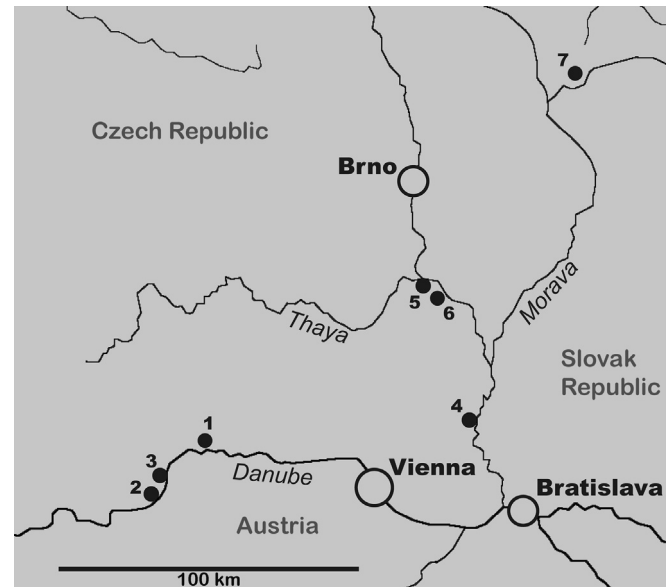 7
Czech Republic
Brno
5
6
Thaya
Morava
Slovak
Republic
4
1
3
2
Danube
Vienna
Bratislava
Austria
100 km